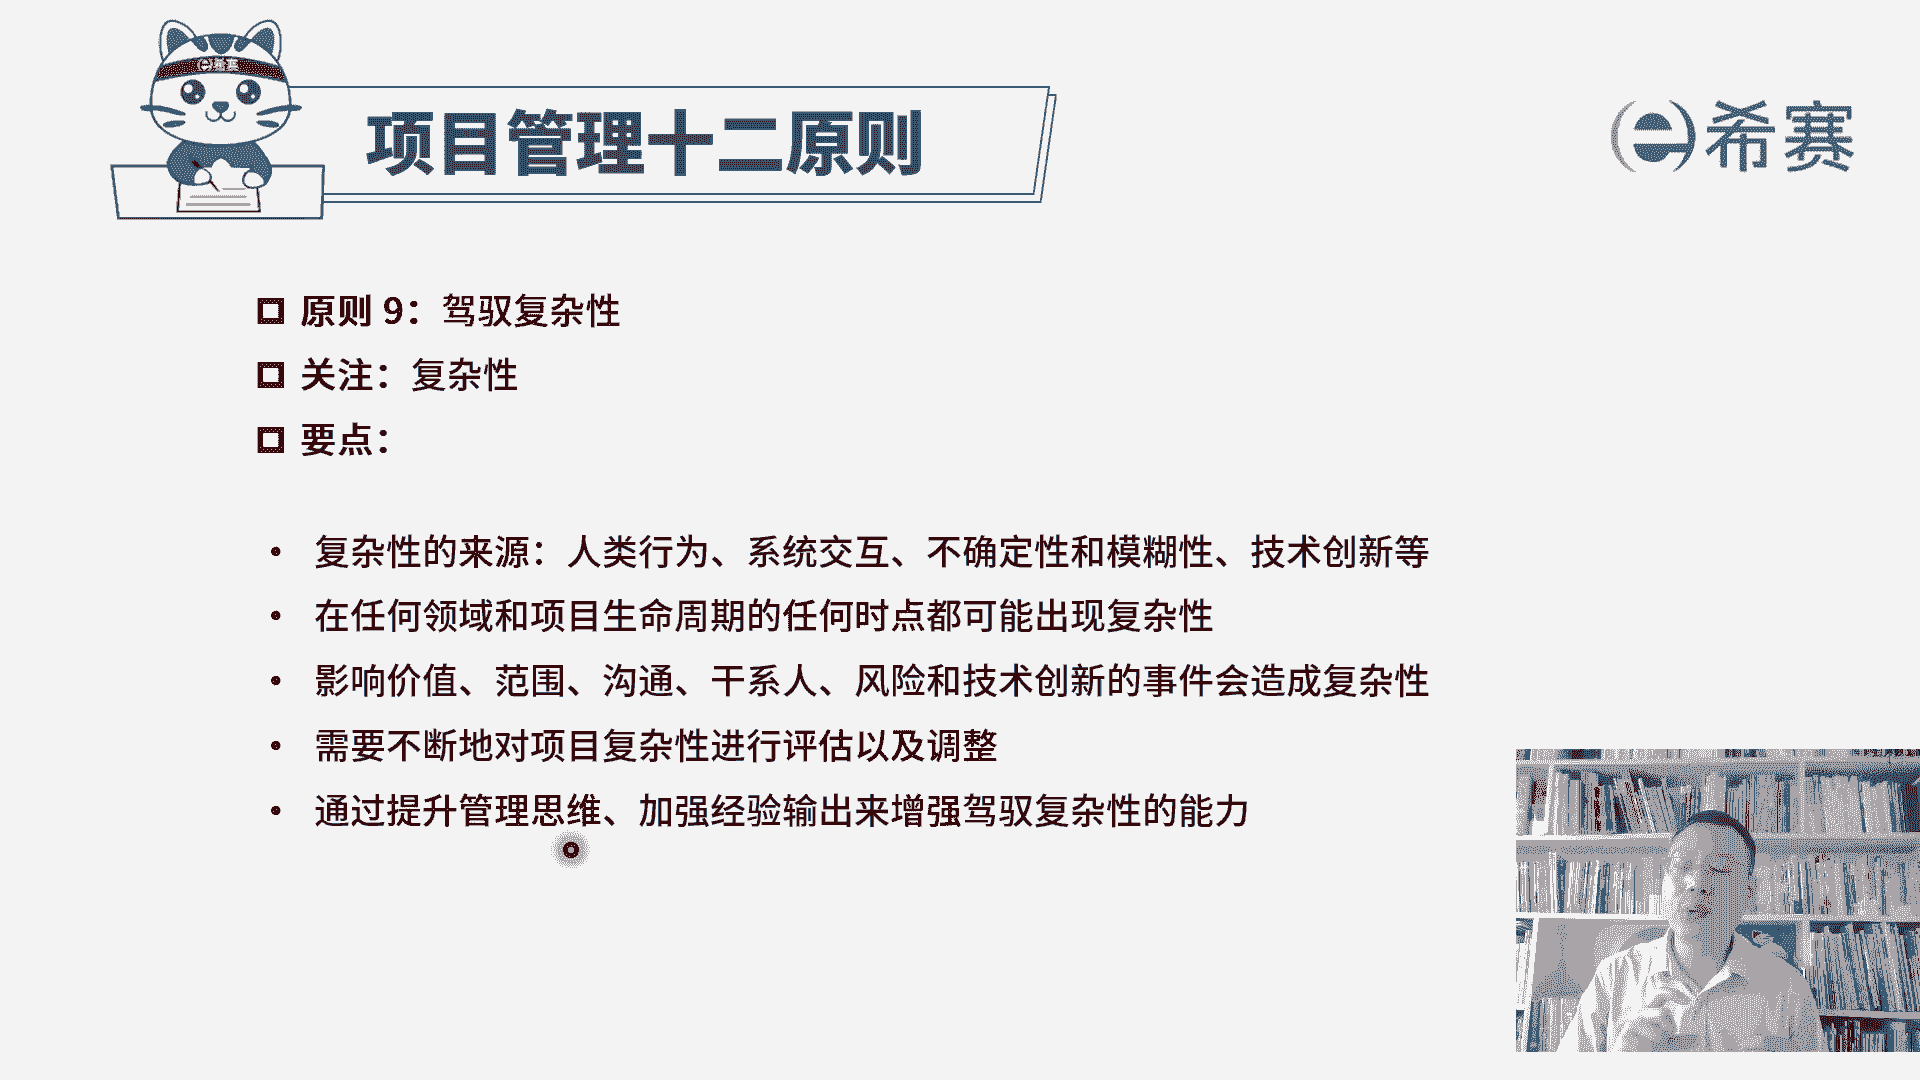 e希赛
项目管理十二原则
e希赛
原则 9：驾驭复杂性
关注：复杂性
要点：
• 复杂性的来源：人类行为、系统交互、不确定性和模糊性、技术创新等
• 在任何领域和项目生命周期的任何时点都可能出现复杂性
• 影响价值、范围、沟通、干系人、风险和技术创新的事件会造成复杂性
• 需要不断地对项目复杂性进行评估以及调整
• 通过提升管理思维、加强经验输出来增强驾驭复杂性的能力